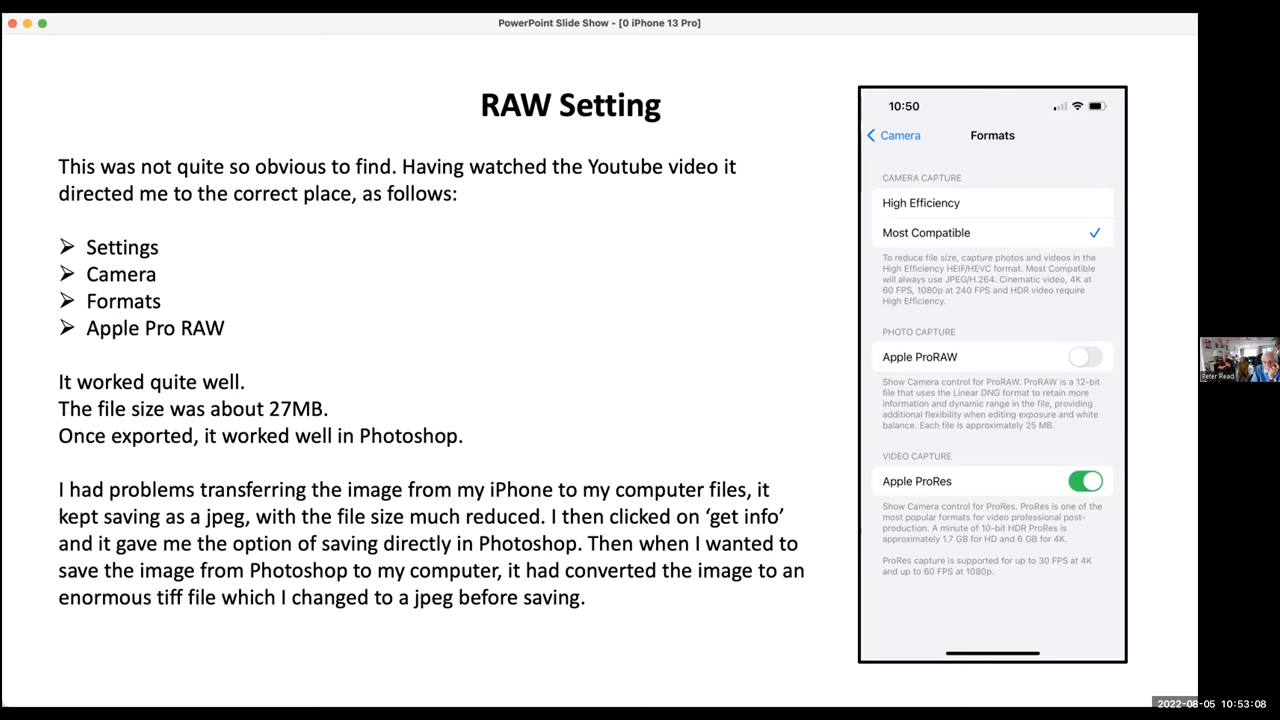 PowerPoint Slide Show - [0 iPhone 13 Pro]
RAW Setting
This was not quite so obvious to find. Having watched the Youtube video it
directed me to the correct place, as follows:
➢ Settings
➢ Camera
➢ Formats
➢ Apple Pro RAW
It worked quite well.
The file size was about 27MB.
Once exported, it worked well in Photoshop.
I had problems transferring the image from my iPhone to my computer files, it
kept saving as a jpeg, with the file size much reduced. I then clicked on ‘get info’
and it gave me the option of saving directly in Photoshop. Then when I wanted to
save the image from Photoshop to my computer, it had converted the image to an
enormous tiff file which I changed to a jpeg before saving.
10:50
Camera
Formats
CAMERA CAPTURE
High Efficiency
Most Compatible
To reduce file size, capture photos and videos in the
High Efficiency HEIF/HEVC format. Most Compatible
will always use JPEG/H.264. Cinematic video, 4K at
60 FPS, 1080p at 240 FPS and HDR video require
High Efficiency.
PHOTO CAPTURE
Apple ProRAW
Show Camera control for ProRAW. ProRAW is a 12-bit
file that uses the Linear DNG format to retain more
information and dynamic range in the file, providing
additional flexibility when editing exposure and white
balance. Each file is approximately 25 MB.
VIDEO CAPTURE
Apple ProRes
Show Camera control for ProRes. ProRes is one of the
most popular formats for video professional post-
production. A minute of 10-bit HDR ProRes is
approximately 1.7 GB for HD and 6 GB for 4K.
ProRes capture is supported for up to 30 FPS at 4K
and up to 60 FPS at 1080p.
Peter Read
2022-08-05 10:53:08